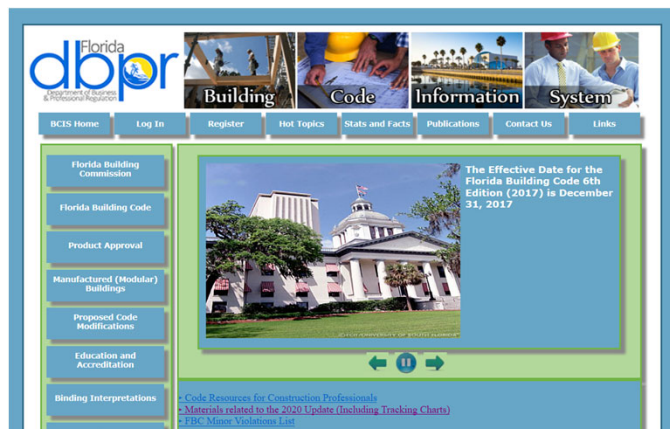 Florida
dbpr
Department of Business
& Professional Regulation
Building Code Information System
BCIS Home Log In Register Hot Topics Stats and Facts Publications Contact Us Links
Florida Building
Commission
Florida Building Code
Product Approval
Manufactured (Modular)
Buildings
Proposed Code
Modifications
Education and
Accreditation
Binding Interpretations
The Effective Date for the
Florida Building Code 6th
Edition (2017) is December
31, 2017
• Code Resources for Construction Professionals
• Materials related to the 2020 Update (Including Tracking Charts)
• FBC Minor Violations List